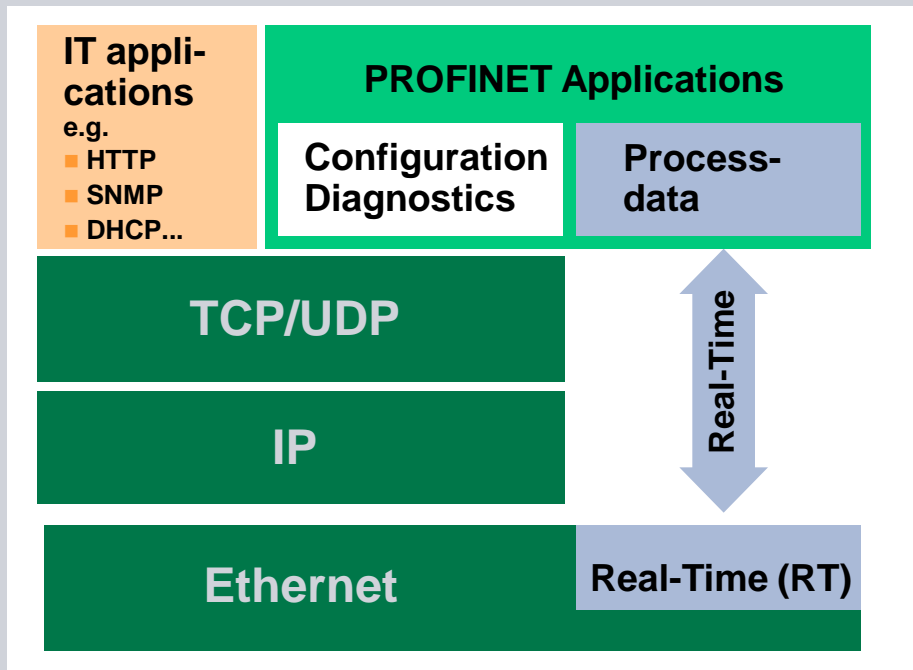 IT appli-
cations
e.g.
HTTP
SNMP
DHCP...
PROFINET Applications
Configuration
Diagnostics
Process-
data
TCP/UDP
IP
Real-Time
Ethernet
Real-Time (RT)